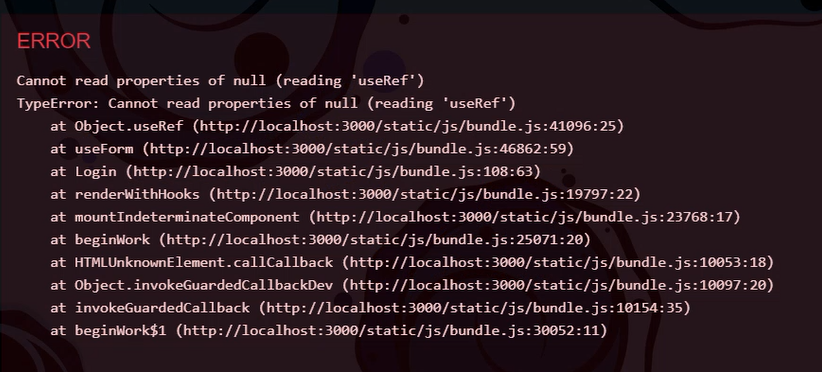 ERROR
Cannot read properties of null (reading 'useRef')
TypeError: Cannot read properties of null (reading 'useRef')
at Object.useRef (http://localhost:3000/static/js/bundle.js:41096:25)
at useForm (http://localhost:3000/static/js/bundle.js:46862:59)
at Login (http://localhost:3000/static/js/bundle.js:108:63)
at renderWithHooks (http://localhost:3000/static/js/bundle.js:19797:22)
at mountIndeterminateComponent (http://localhost:3000/static/js/bundle.js:23768:17)
at beginWork (http://localhost:3000/static/js/bundle.js:25071:20)
at HTMLUnknownElement.callCallback (http://localhost:3000/static/js/bundle.js:10053:18)
at Object.invokeGuardedCallbackDev (http://localhost:3000/static/js/bundle.js:10097:20)
at invokeGuardedCallback (http://localhost:3000/static/js/bundle.js:10154:35)
at beginWork$1 (http://localhost:3000/static/js/bundle.js:30052:11)